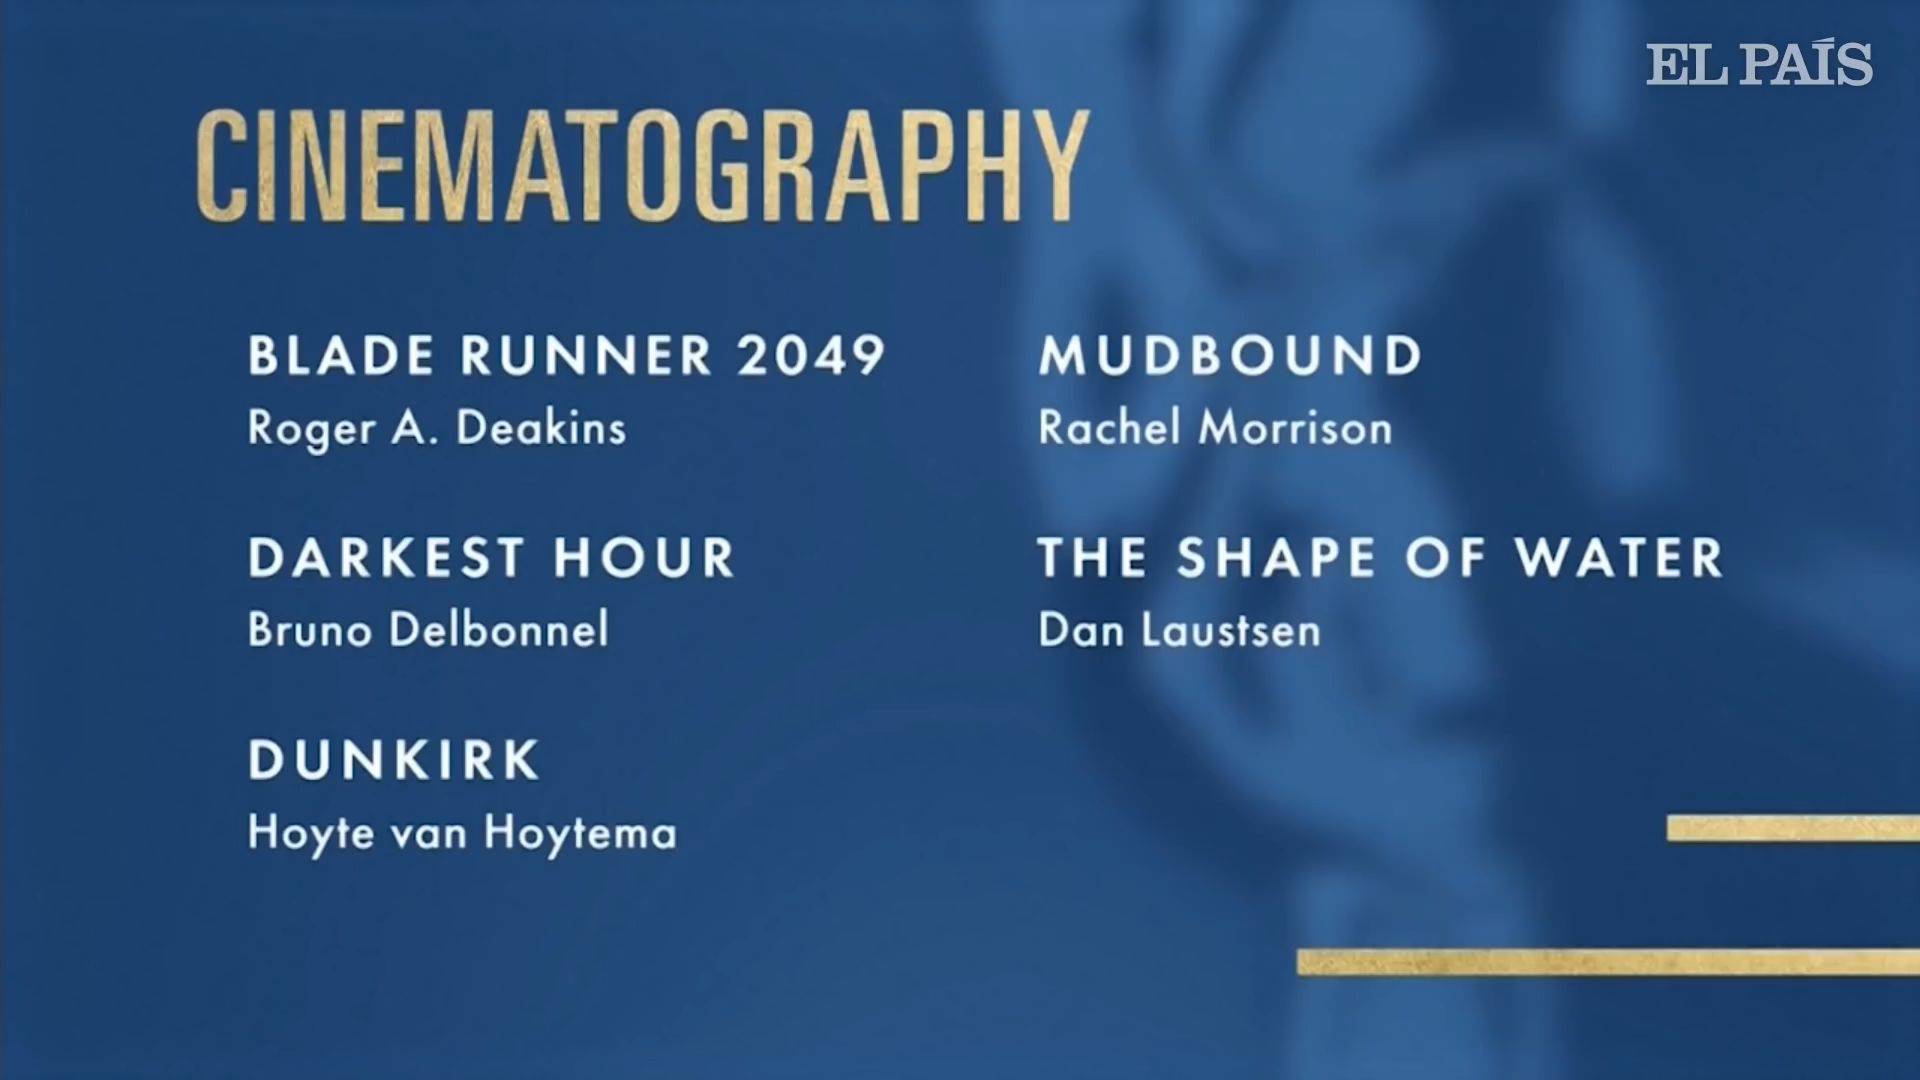 EL PAÍS
CINEMATOGRAPHY
BLADE RUNNER 2049
Roger A. Deakins
DARKEST HOUR
Bruno Delbonnel
DUNKIRK
Hoyte van Hoytema
MUDBOUND
Rachel Morrison
THE SHAPE OF WATER
Dan Laustsen